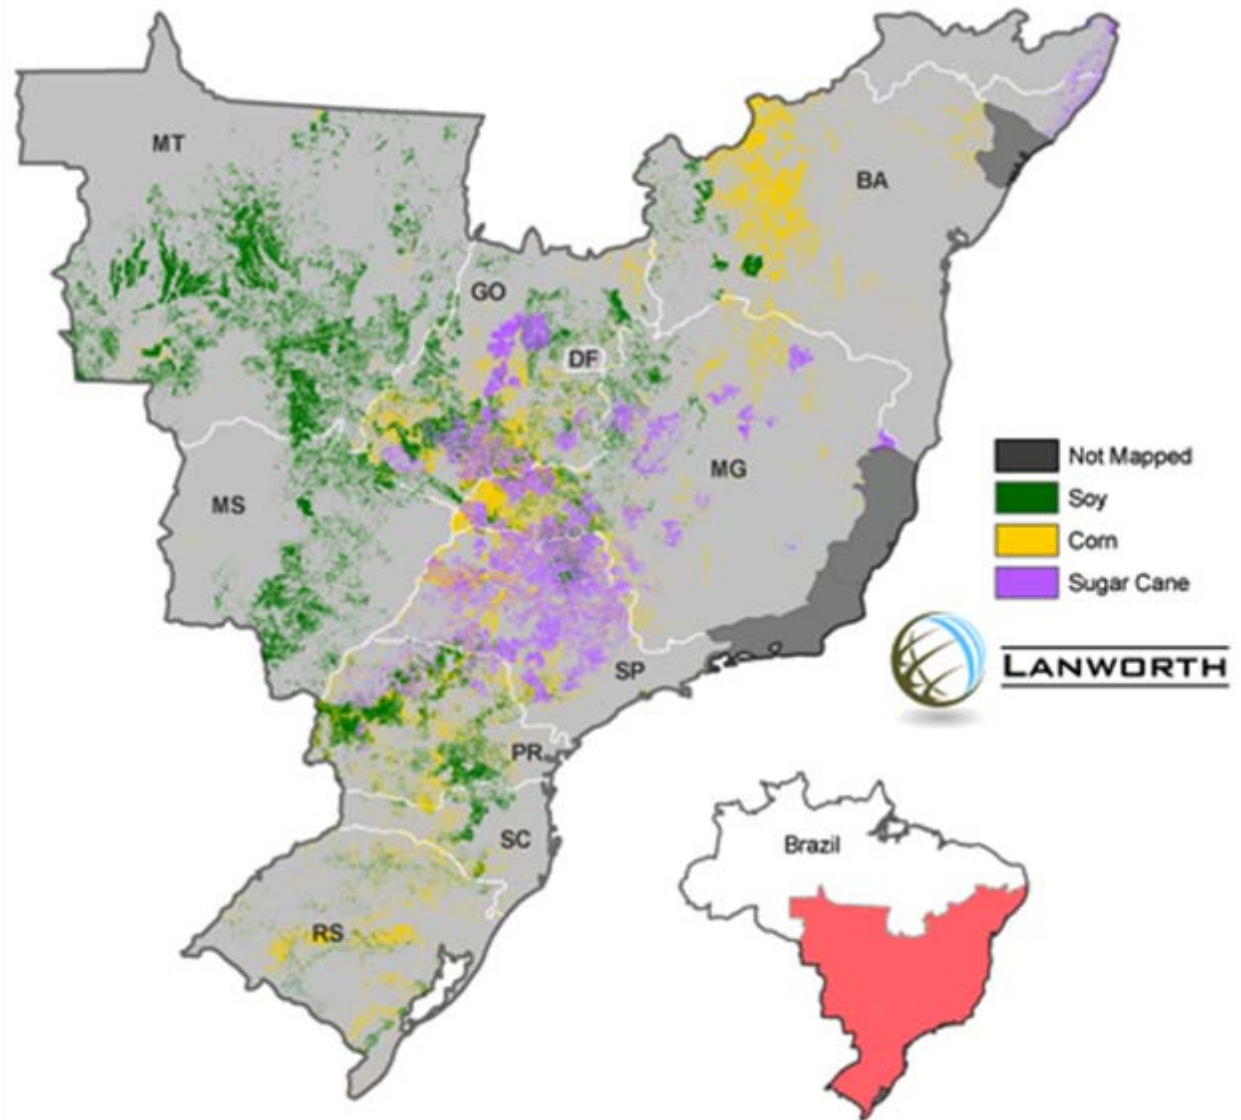 MT
BA
GO
DF
MG
MS
SP
PR
SC
RS
Not Mapped
Soy
Corn
Sugar Cane
LANWORTH
Brazil